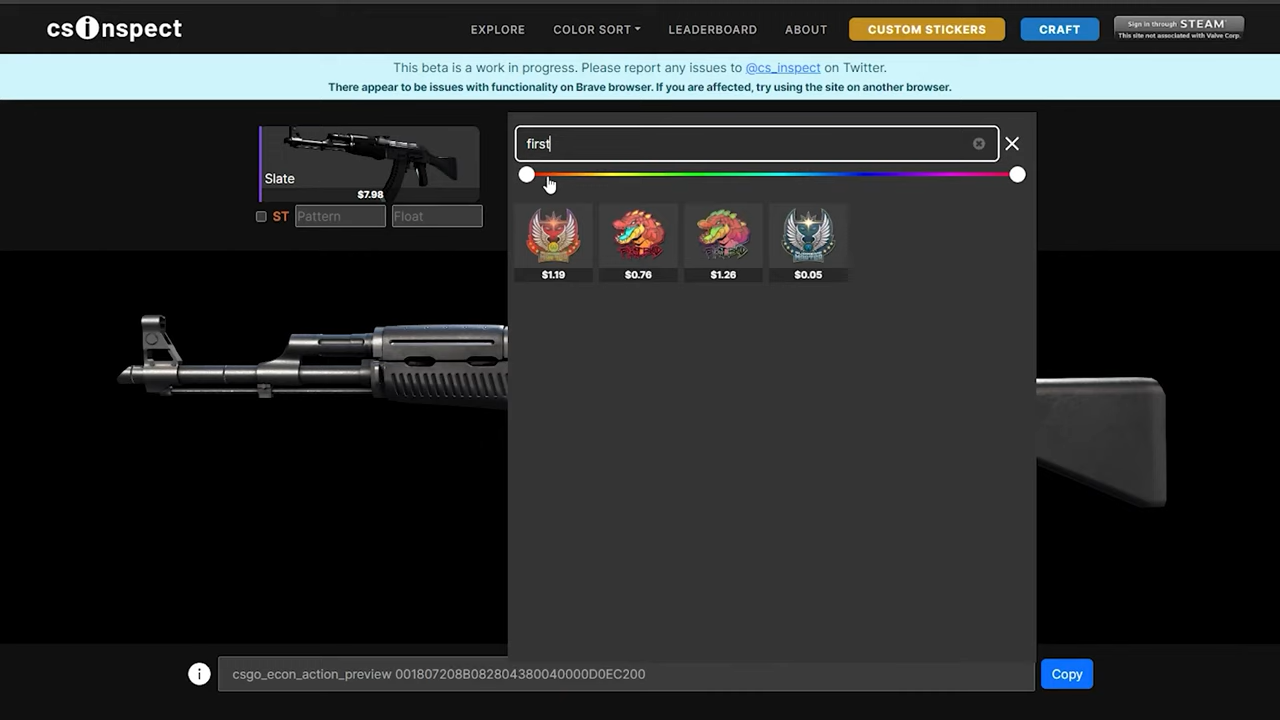 csinspect
EXPLORE
COLOR SORT
LEADERBOARD
ABOUT
CUSTOM STICKERS
CRAFT
Sign in through STEAM
This site not associated with Valve Corp.
This beta is a work in progress. Please report any issues to @cs_inspect on Twitter.
There appear to be issues with functionality on Brave browser. If you are affected, try using the site on another browser.
Slate
$7.98
ST
Pattern
Float
first
$1.19
$0.76
$1.26
$0.05
csgo_econ_action_preview 001807208B082804380040000D0EC200
Copy